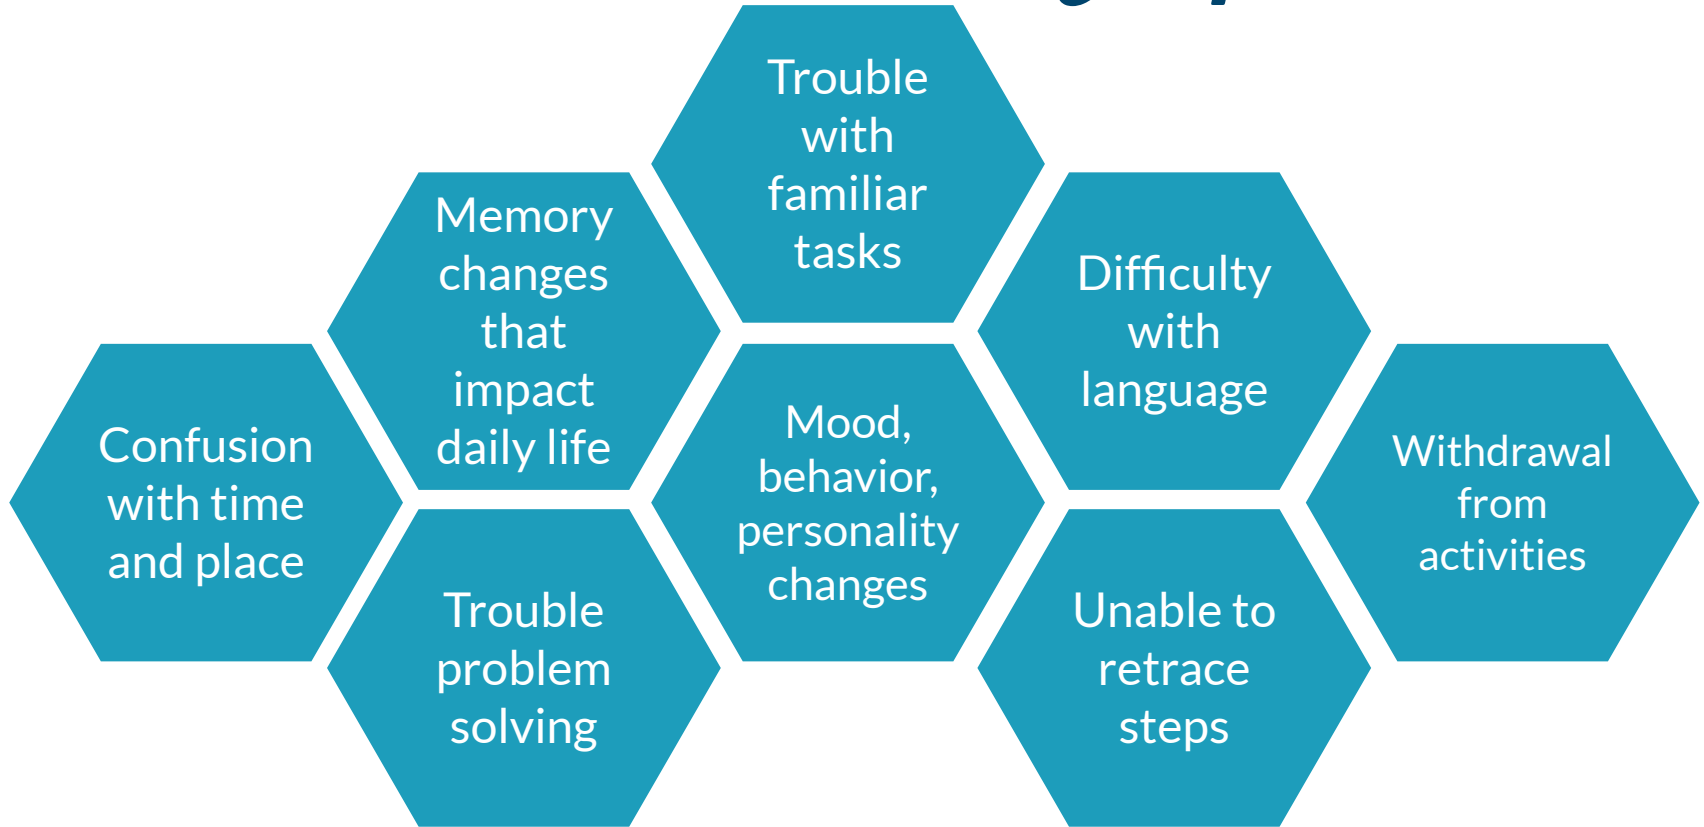 Trouble
with
familiar
tasks
Memory
changes
that
impact
daily life
Difficulty
with
language
Confusion
with time
and place
Mood,
behavior,
personality
changes
Withdrawal
from
activities
Trouble
problem
solving
Unable to
retrace
steps